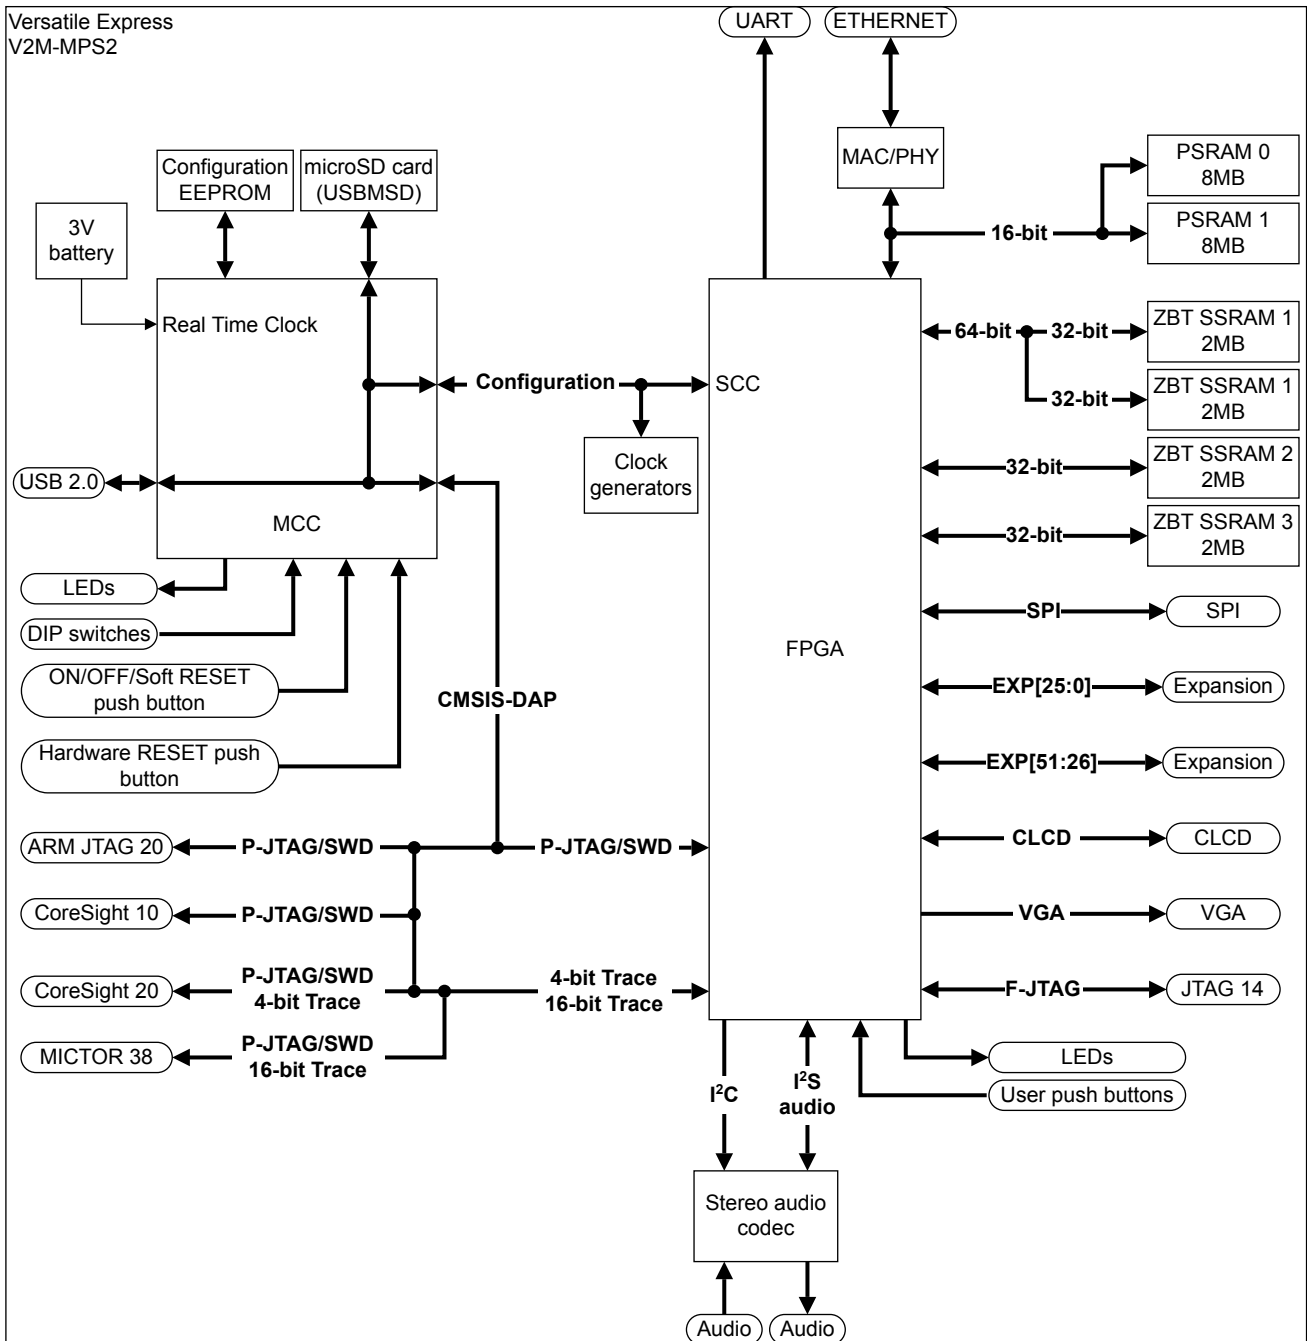 Versatile Express
V2M-MPS2
UART
ETHERNET
MAC/PHY
Configuration
EEPROM
microSD card
(USBMSD)
PSRAM 0
8MB
3V
battery
16-bit
PSRAM 1
8MB
Real Time Clock
64-bit
32-bit
ZBT SSRAM 1
2MB
Configuration
SCC
32-bit
ZBT SSRAM 1
2MB
Clock
generators
USB 2.0
32-bit
ZBT SSRAM 2
2MB
MCC
32-bit
ZBT SSRAM 3
2MB
LEDs
DIP switches
SPI
SPI
FPGA
ON/OFF/Soft RESET
push button
CMSIS-DAP
EXP[25:0]
Expansion
Hardware RESET push
button
EXP[51:26]
Expansion
ARM JTAG 20
P-JTAG/SWD
P-JTAG/SWD
CLCD
CLCD
CoreSight 10
P-JTAG/SWD
VGA
VGA
CoreSight 20
P-JTAG/SWD
4-bit Trace
4-bit Trace
16-bit Trace
F-JTAG
JTAG 14
MICTOR 38
P-JTAG/SWD
16-bit Trace
LEDs
I²C
I²S
audio
User push buttons
Stereo audio
codec
Audio
Audio